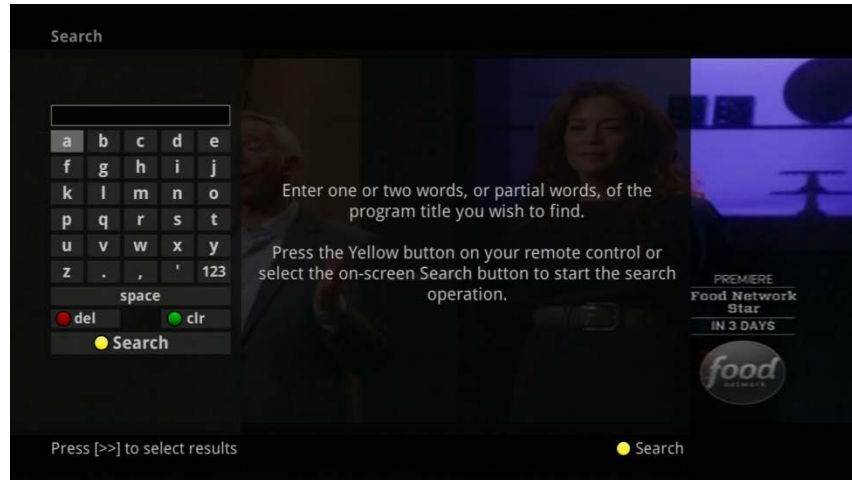 Search
a b c d e
f g h i j
k l m n o
p q r s t
u v w x y
z . , ' 123
space
del clr
Search
Enter one or two words, or partial words, of the
program title you wish to find.
Press the Yellow button on your remote control or
select the on-screen Search button to start the search
operation.
PREMIERE
Food Network
Star
IN 3 DAYS
food
network
Press [>>] to select results
Search